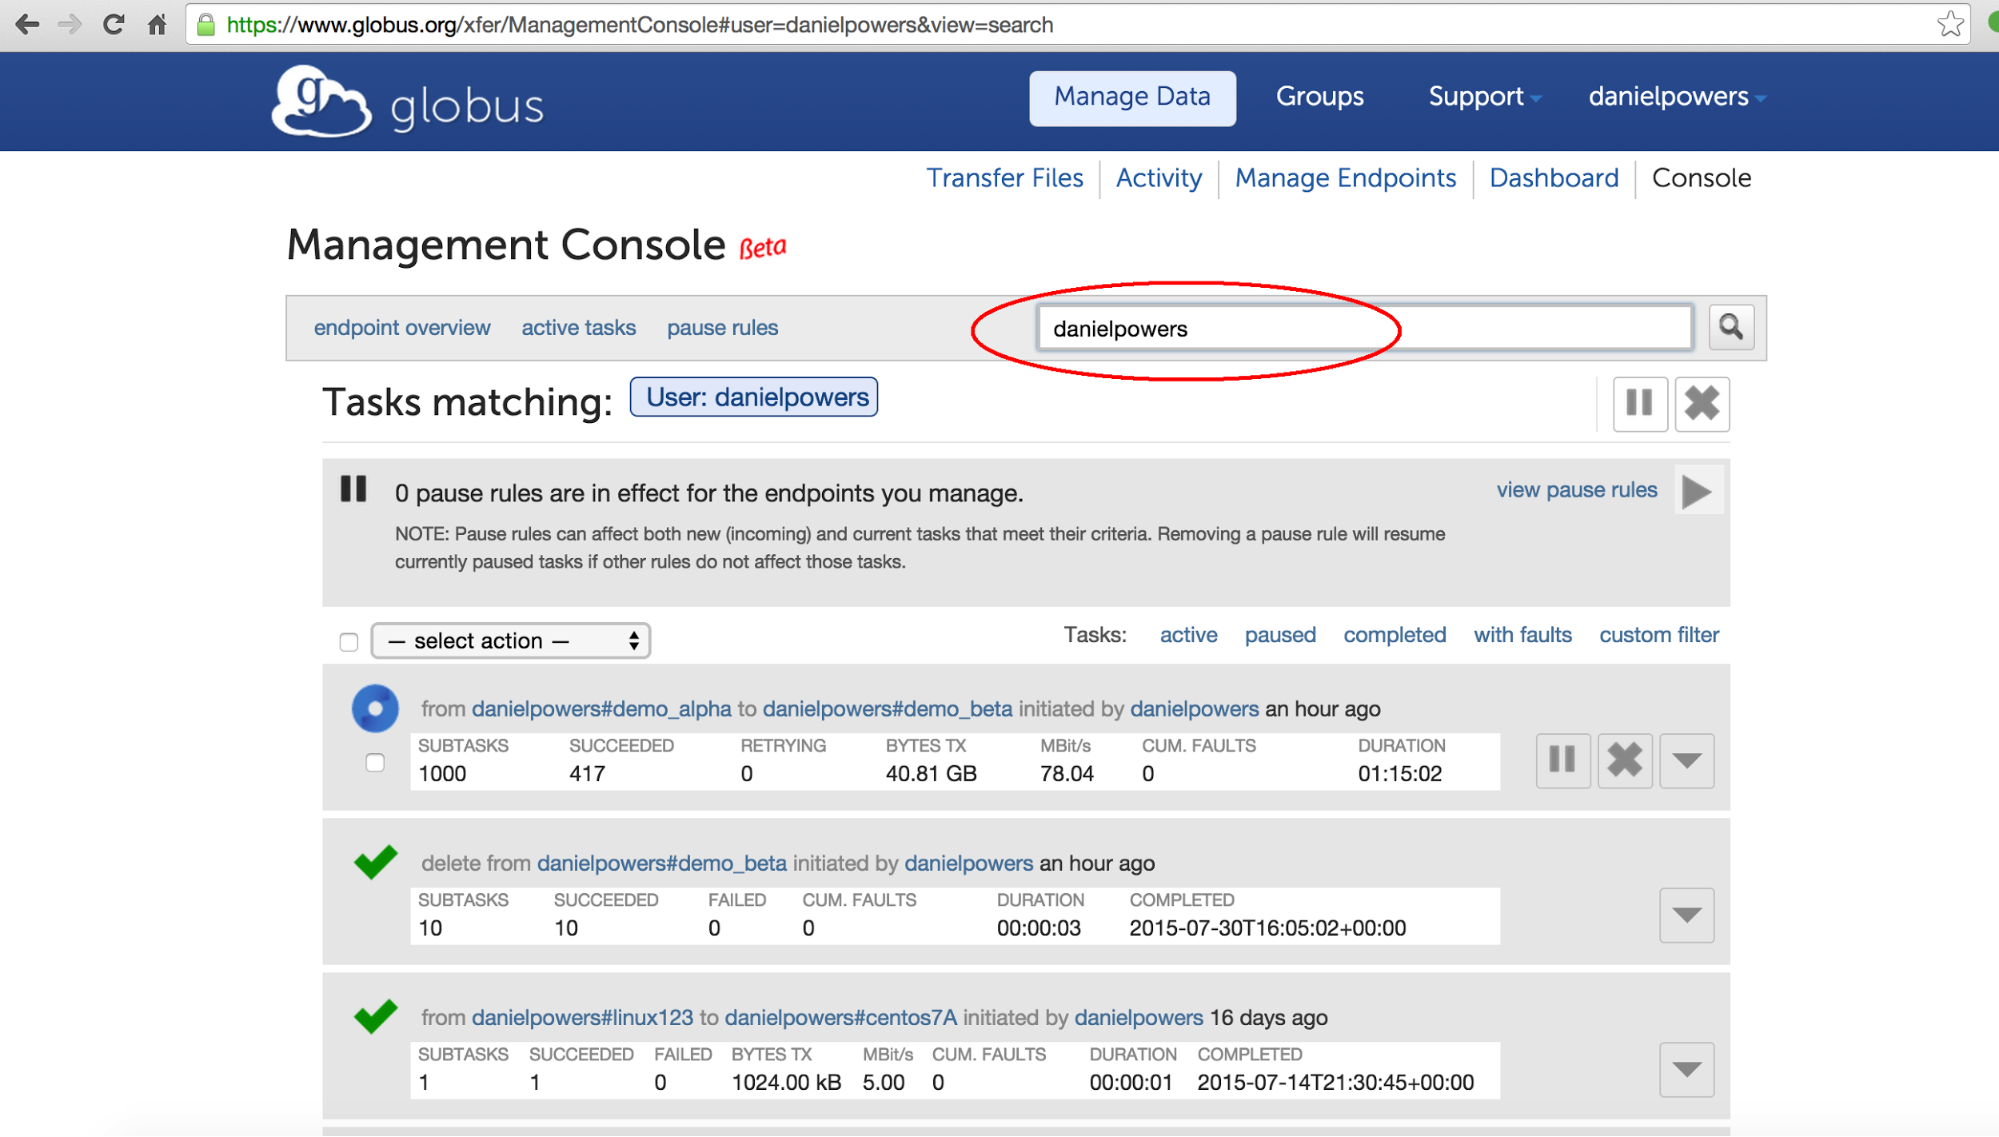 https://www.globus.org/xfer/ManagementConsole#user=danielpowers&view=search
g globus
Manage Data Groups Support danielpowers
Transfer Files Activity Manage Endpoints Dashboard Console
Management Console ßeta
endpoint overview active tasks pause rules danielpowers
Tasks matching: User: danielpowers
0 pause rules are in effect for the endpoints you manage. view pause rules
NOTE: Pause rules can affect both new (incoming) and current tasks that meet their criteria. Removing a pause rule will resume
currently paused tasks if other rules do not affect those tasks.
— select action — Tasks: active paused completed with faults custom filter
from danielpowers#demo_alpha to danielpowers#demo_beta initiated by danielpowers an hour ago
SUBTASKS SUCCEEDED RETRYING BYTES TX MBit/s CUM. FAULTS DURATION
1000 417 0 40.81 GB 78.04 0 01:15:02
delete from danielpowers#demo_beta initiated by danielpowers an hour ago
SUBTASKS SUCCEEDED FAILED CUM. FAULTS DURATION COMPLETED
10 10 0 0 00:00:03 2015-07-30T16:05:02+00:00
from danielpowers#linux123 to danielpowers#centos7A initiated by danielpowers 16 days ago
SUBTASKS SUCCEEDED FAILED BYTES TX MBit/s CUM. FAULTS DURATION COMPLETED
1 1 0 1024.00 kB 5.00 0 00:00:01 2015-07-14T21:30:45+00:00